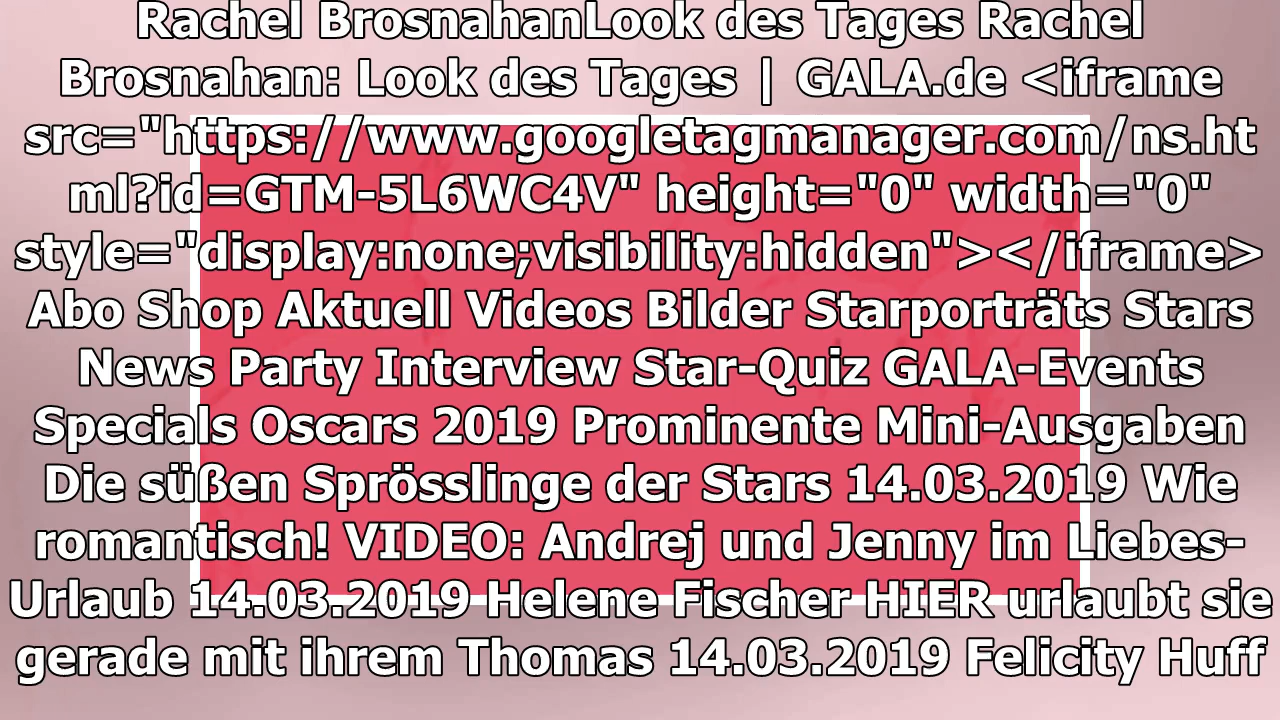 Rachel BrosnahanLook des Tages Rachel
Brosnahan: Look des Tages | GALA.de <iframe
src="https://www.googletagmanager.com/ns.ht
ml?id=GTM-5L6WC4V" height="0" width="0"
style="display:none;visibility:hidden"></iframe>
Abo Shop Aktuell Videos Bilder Starporträts Stars
News Party Interview Star-Quiz GALA-Events
Specials Oscars 2019 Prominente Mini-Ausgaben
Die süßen Sprösslinge der Stars 14.03.2019 Wie
romantisch! VIDEO: Andrej und Jenny im Liebes-
Urlaub 14.03.2019 Helene Fischer HIER urlaubt sie
gerade mit ihrem Thomas 14.03.2019 Felicity Huff